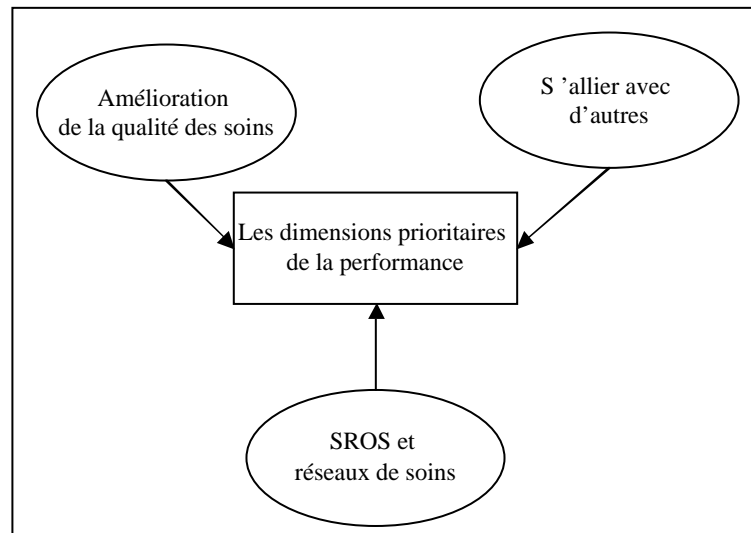 Amélioration
de la qualité des soins
S ’allier avec
d’autres
Les dimensions prioritaires
de la performance
SROS et
réseaux de soins